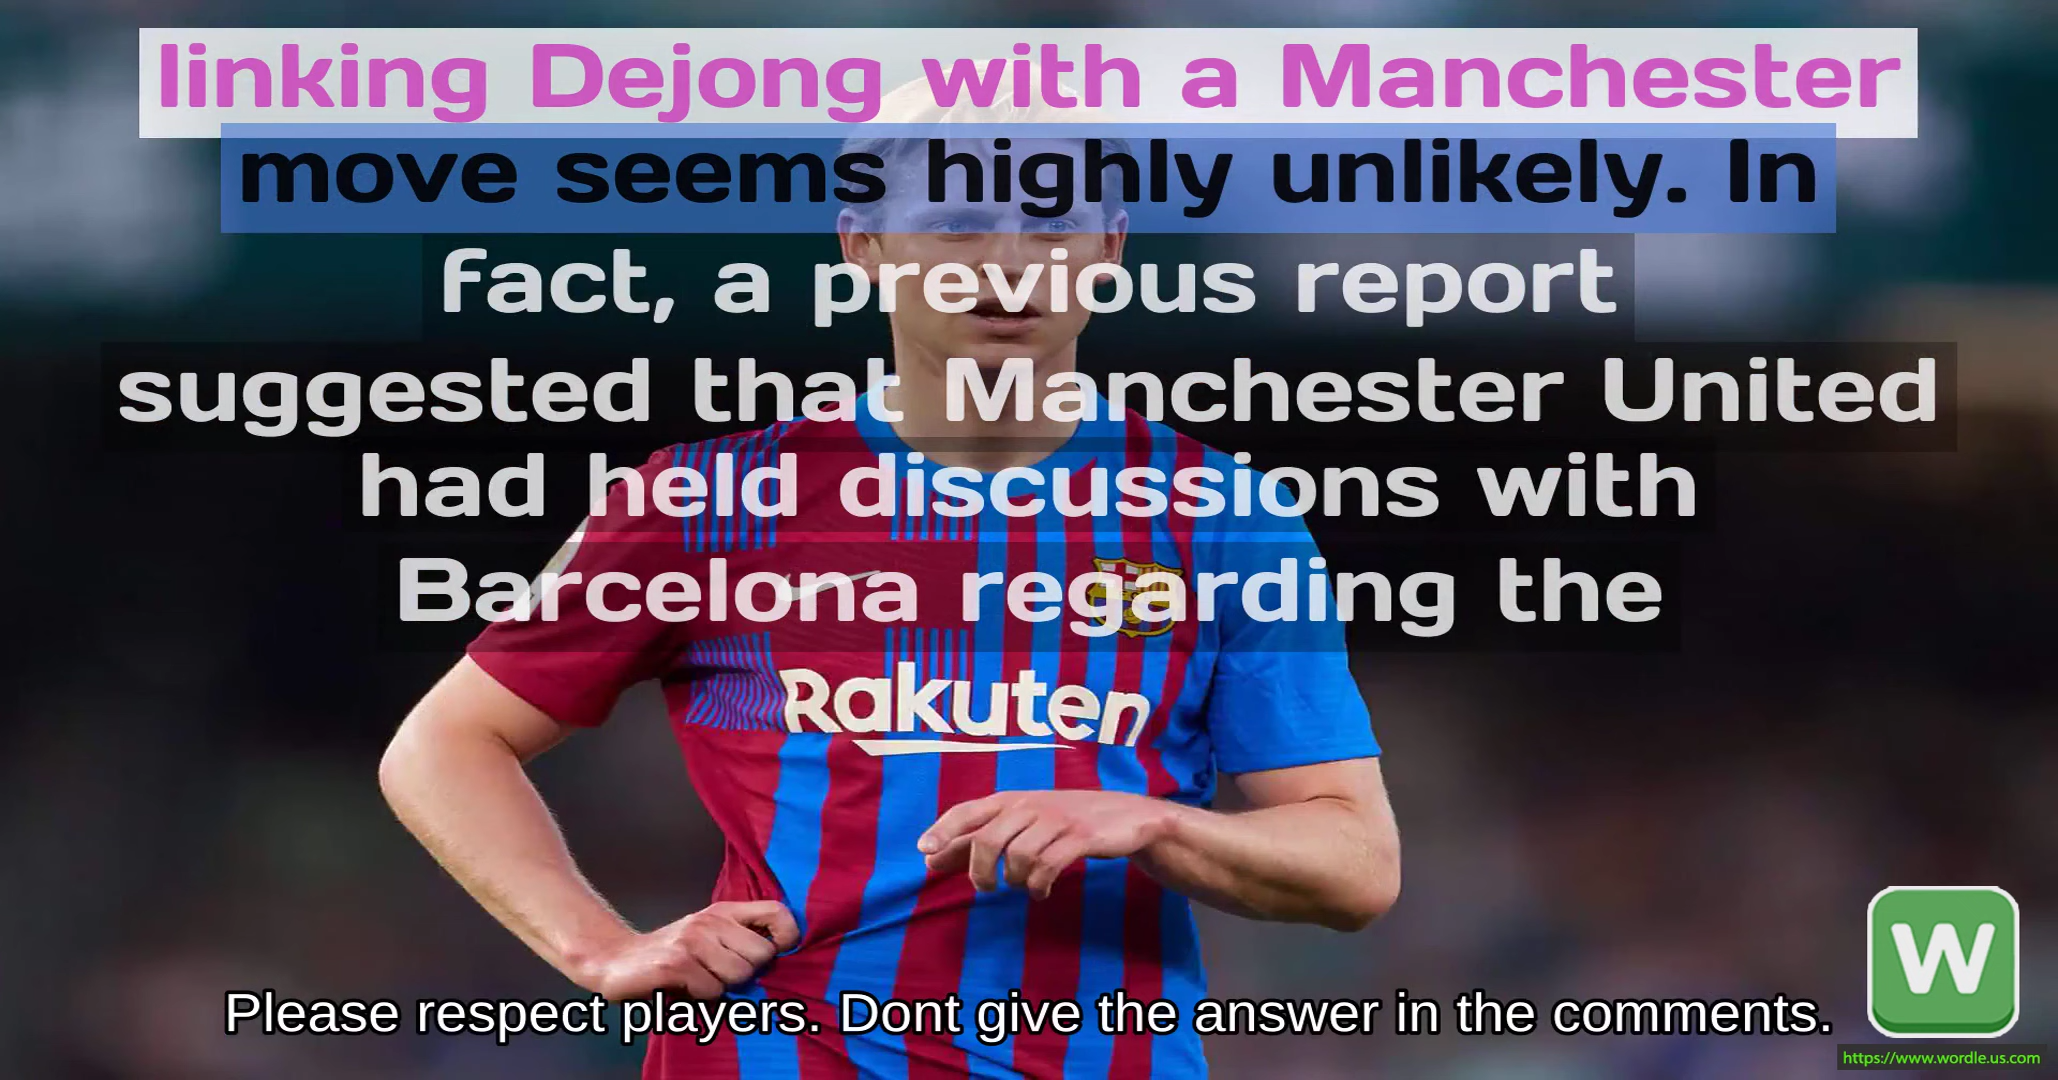 linking Dejong with a Manchester
move seems highly unlikely. In
fact, a previous report
suggested that Manchester United
had held discussions with
Barcelona regarding the
Rakuten
Please respect players. Dont give the answer in the comments.
W
https://www.wordle.us.com